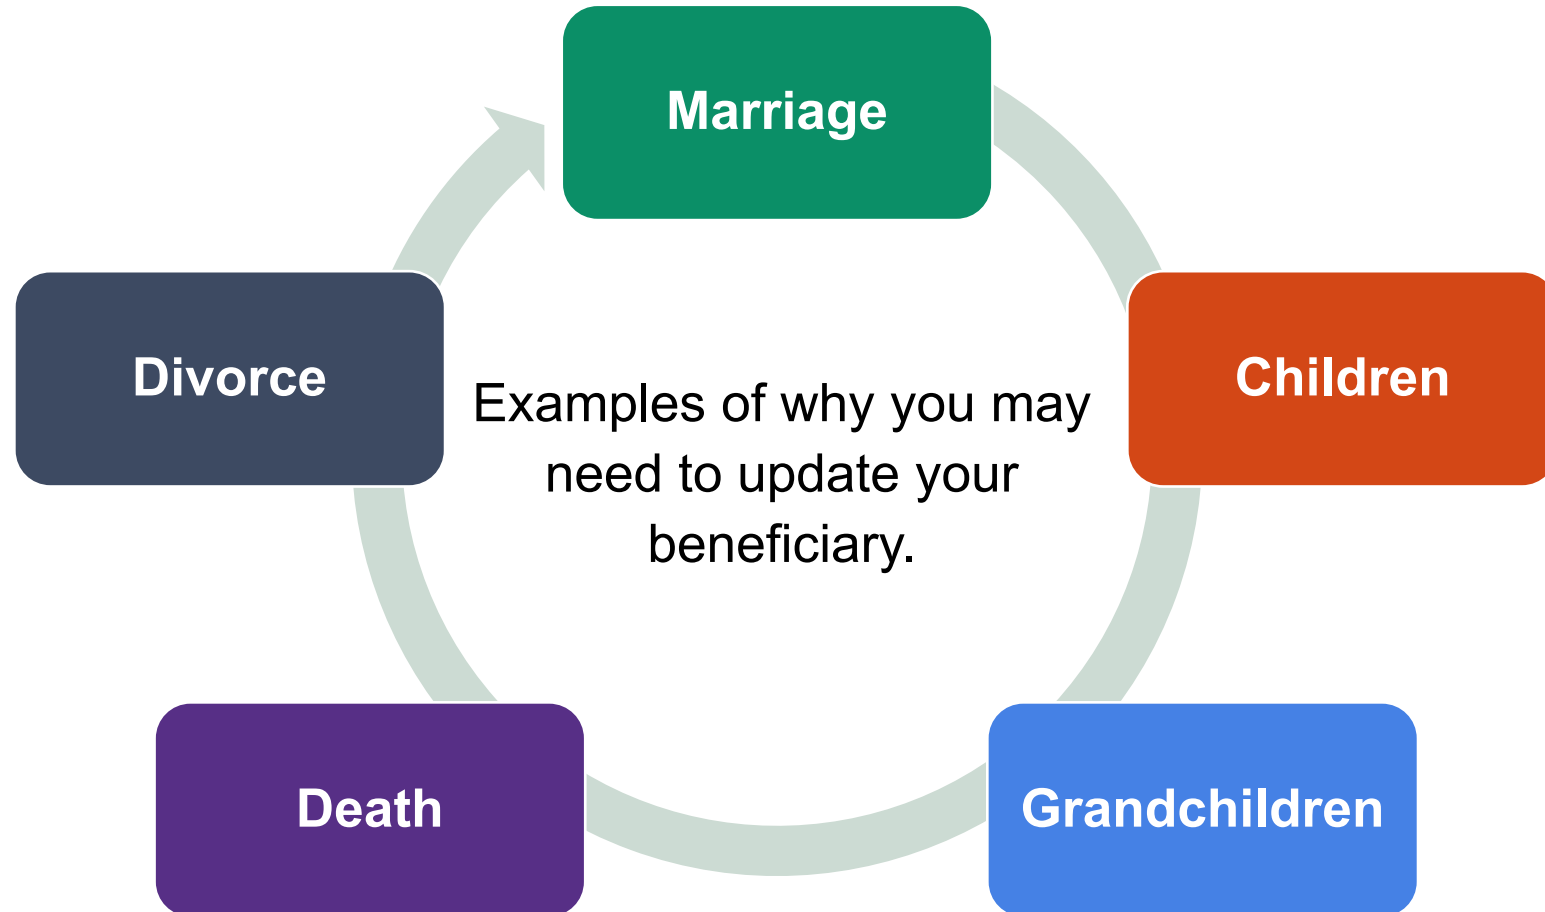 Marriage
Divorce
Children
Examples of why you may
need to update your
beneficiary.
Death
Grandchildren